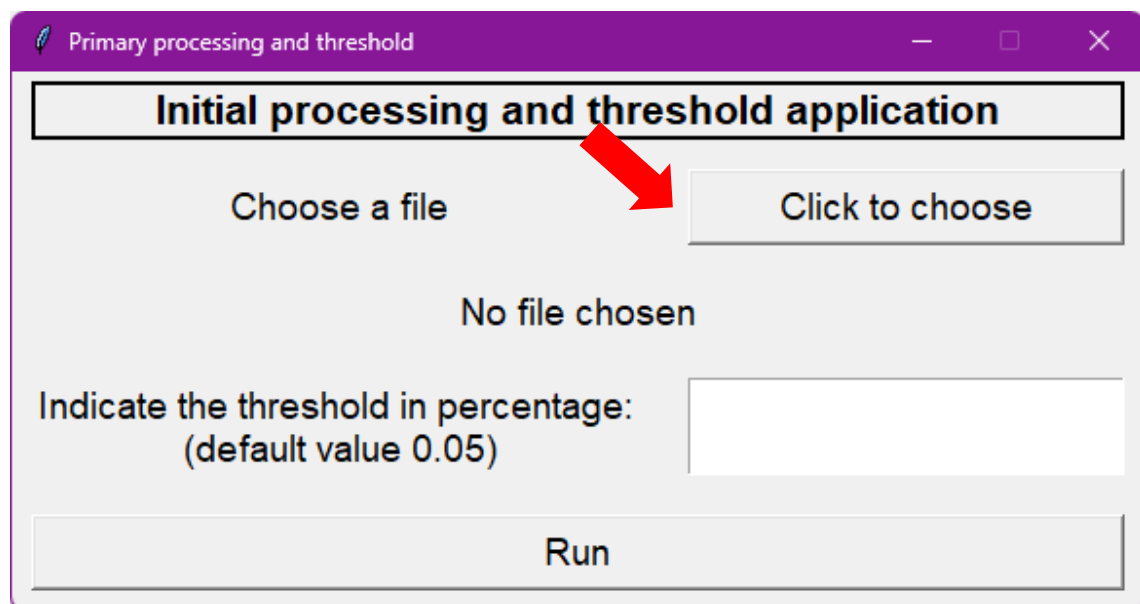 Primary processing and threshold
Initial processing and threshold application
Choose a file
Click to choose
No file chosen
Indicate the threshold in percentage:
(default value 0.05)
Run